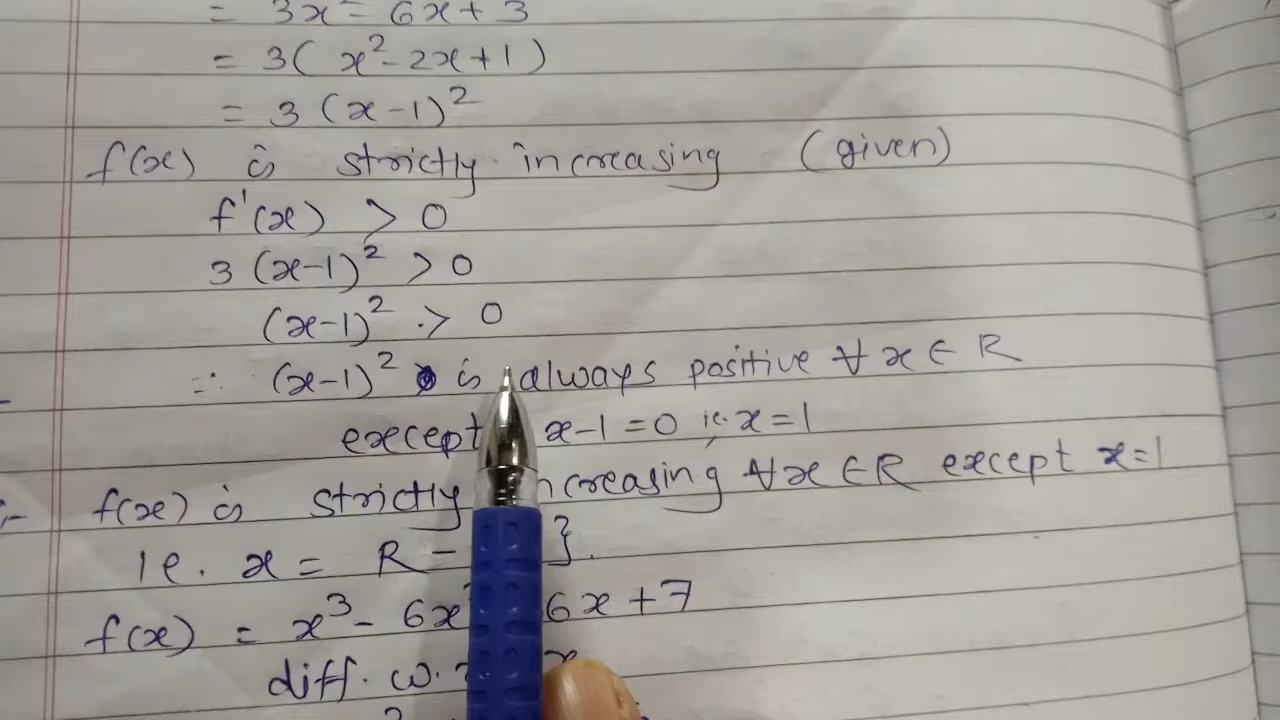 = 3x² - 6x + 3
= 3( x² - 2x + 1)
= 3 (x - 1)²
f(x) is strictly increasing (given)
f'(x) > 0
3 (x-1)² > 0
(x-1)² > 0
∴ (x-1)² is always positive ∀ x ∈ R
except x-1 = 0 ie. x = 1
f(x) is strictly increasing ∀ x ∈ R except x = 1
ie. x = R - }.
f(x) = x³ - 6x 6x + 7
diff. w. x